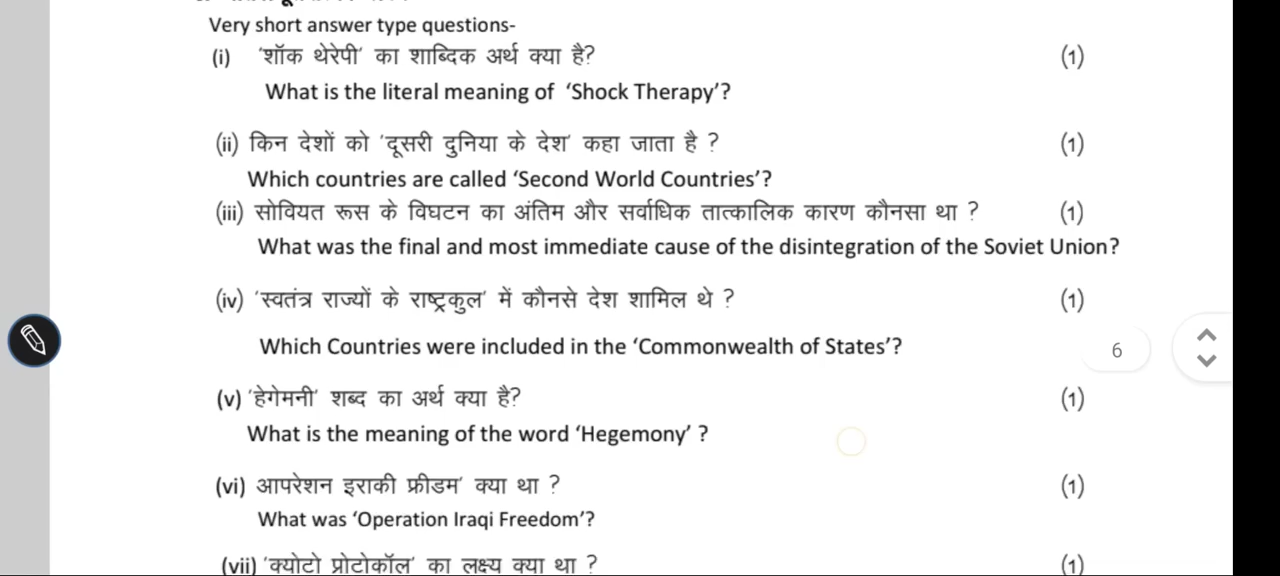 Very short answer type questions-
(i) 'शॉक थेरेपी' का शाब्दिक अर्थ क्या है? (1)
What is the literal meaning of 'Shock Therapy'?
(ii) किन देशों को 'दूसरी दुनिया के देश' कहा जाता है ? (1)
Which countries are called 'Second World Countries'?
(iii) सोवियत रूस के विघटन का अंतिम और सर्वाधिक तात्कालिक कारण कौनसा था ? (1)
What was the final and most immediate cause of the disintegration of the Soviet Union?
(iv) 'स्वतंत्र राज्यों के राष्ट्रकुल' में कौनसे देश शामिल थे ? (1)
Which Countries were included in the 'Commonwealth of States'?
6
(v) 'हेगेमनी' शब्द का अर्थ क्या है? (1)
What is the meaning of the word 'Hegemony' ?
(vi) आपरेशन इराकी फ्रीडम' क्या था ? (1)
What was 'Operation Iraqi Freedom'?
(vii) 'क्योटो प्रोटोकॉल' का लक्ष्य क्या था ? (1)